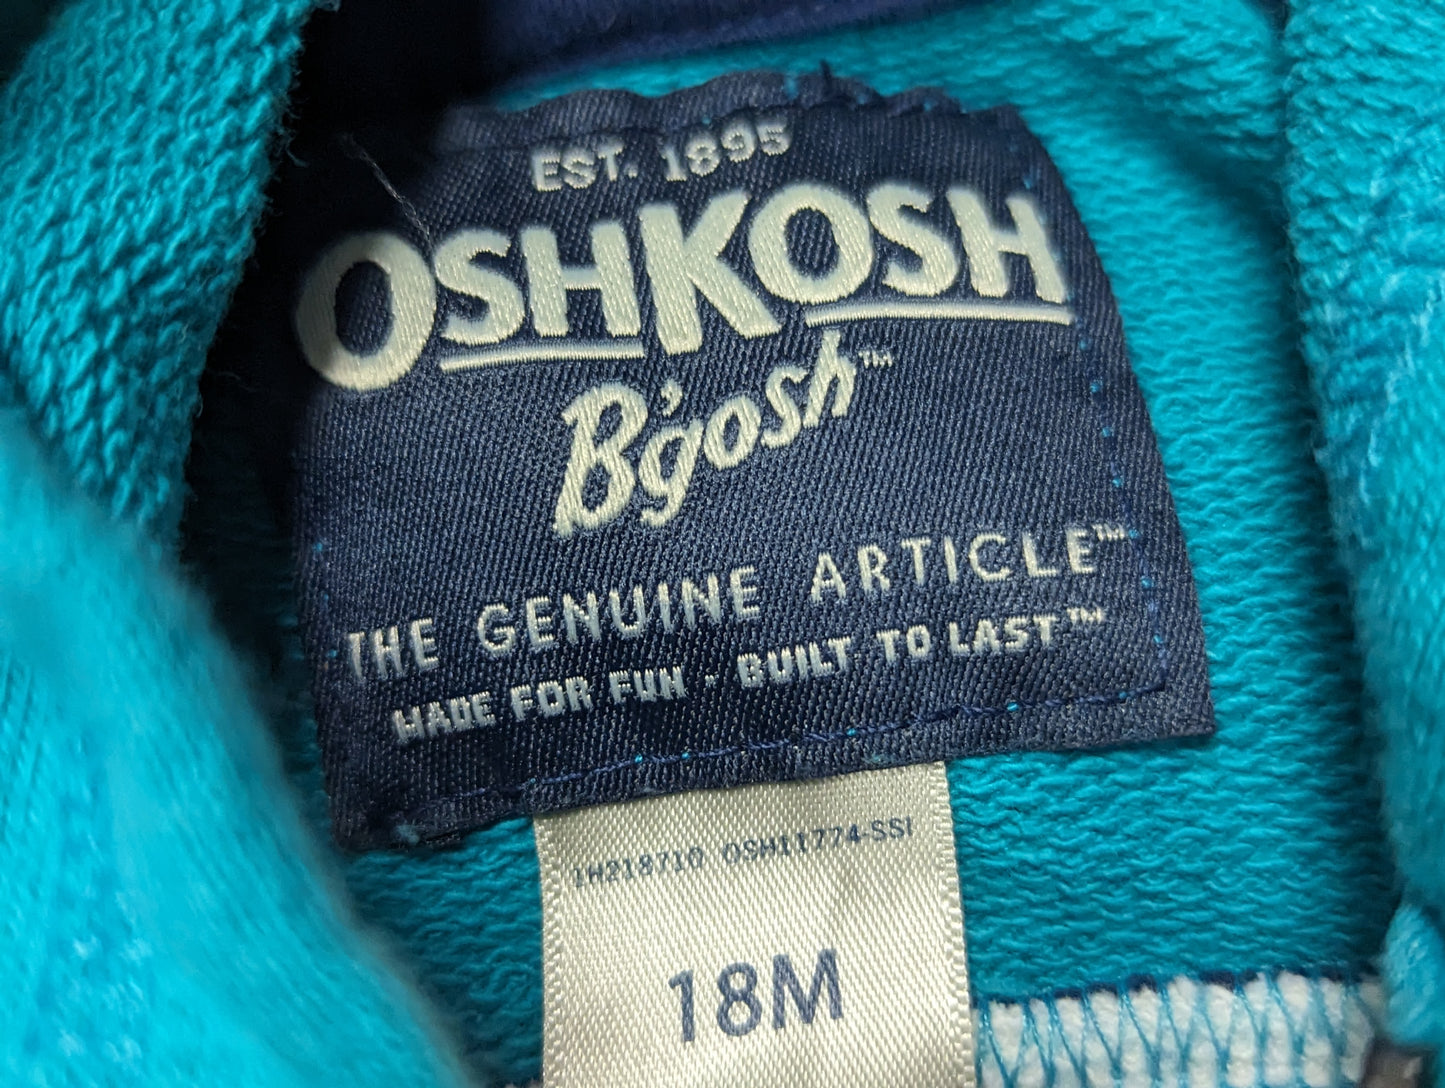 EST. 1895
OSHKOSH
B'gosh™
THE GENUINE ARTICLE™
MADE FOR FUN · BUILT TO LAST™
1H218710 OSH11774-SSI
18M